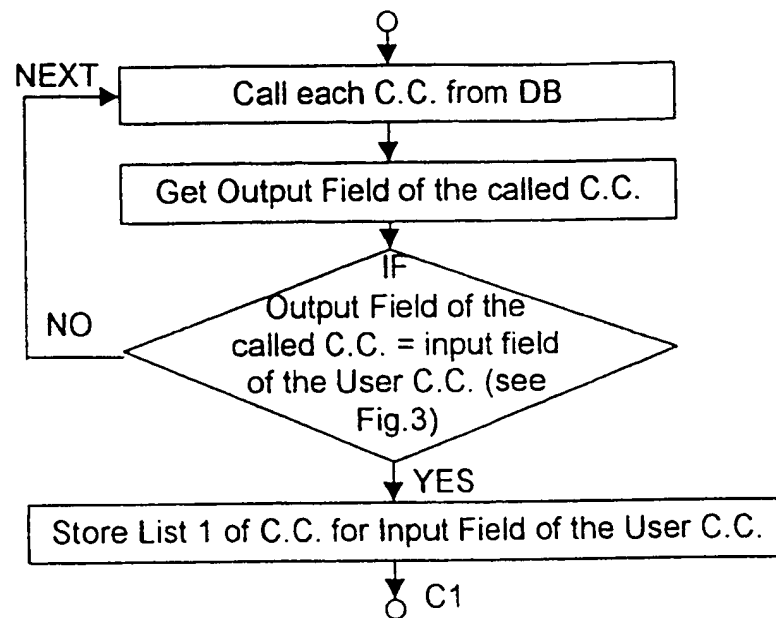 NEXT
Call each C.C. from DB
Get Output Field of the called C.C.
IF
Output Field of the
called C.C. = input field
of the User C.C. (see
Fig.3)
NO
YES
Store List 1 of C.C. for Input Field of the User C.C.
C1